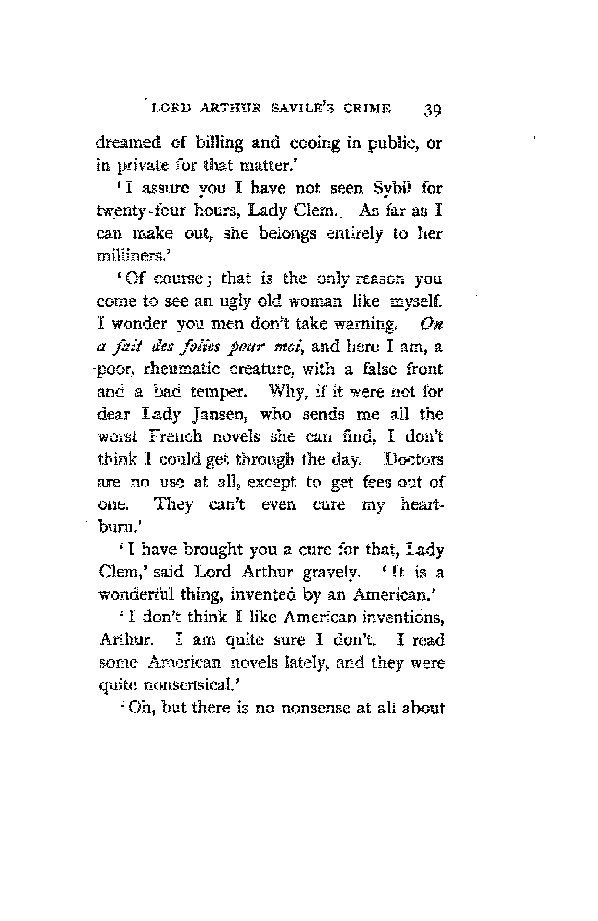 LORD ARTHUR SAVILE'S CRIME 39
dreamed of billing and cooing in public, or
in private for that matter.'
'I assure you I have not seen Sybil for
twenty-four hours, Lady Clem. As far as I
can make out, she belongs entirely to her
milliners.'
'Of course; that is the only reason you
come to see an ugly old woman like myself.
I wonder you men don't take warning. On
a fait des folies pour moi, and here I am, a
poor, rheumatic creature, with a false front
and a bad temper. Why, if it were not for
dear Lady Jansen, who sends me all the
worst French novels she can find, I don't
think I could get through the day. Doctors
are no use at all, except to get fees out of
one. They can't even cure my heart-
burn.'
'I have brought you a cure for that, Lady
Clem,' said Lord Arthur gravely. 'It is a
wonderful thing, invented by an American.'
'I don't think I like American inventions,
Arthur. I am quite sure I don't. I read
some American novels lately, and they were
quite nonsensical.'
'Oh, but there is no nonsense at all about